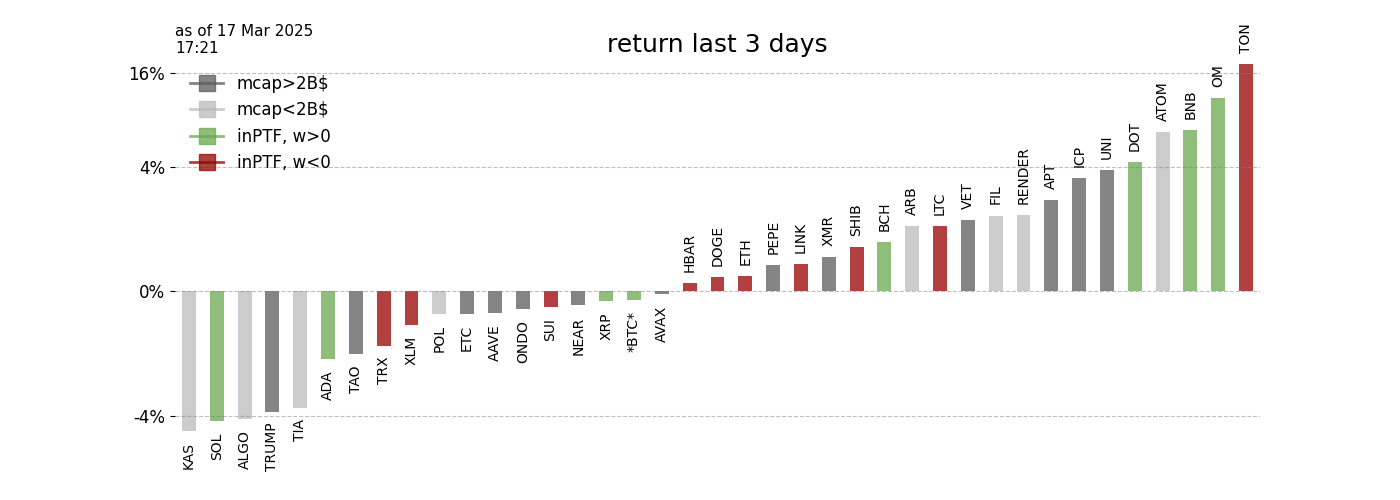 as of 17 Mar 2025
17:21
return last 3 days
16%
4%
0%
-4%
mcap>2B$
mcap<2B$
inPTF, w>0
inPTF, w<0
KAS
SOL
ALGO
TRUMP
TIA
ADA
TAO
TRX
XLM
POL
ETC
AAVE
ONDO
SUI
NEAR
XRP
*BTC*
AVAX
HBAR
DOGE
ETH
PEPE
LINK
XMR
SHIB
BCH
ARB
LTC
VET
FIL
RENDER
APT
ICP
UNI
DOT
ATOM
BNB
OM
TON